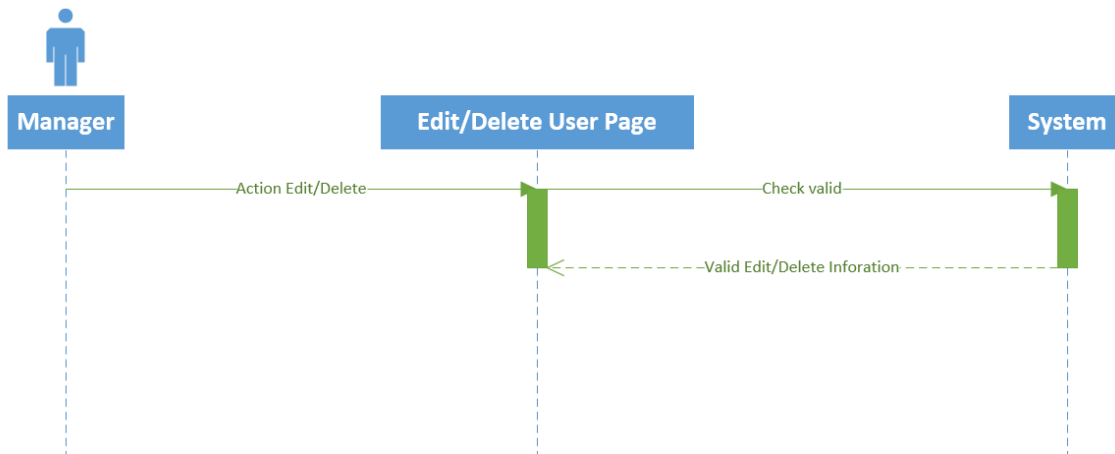 Manager
Edit/Delete User Page
System
Action Edit/Delete
Check valid
Valid Edit/Delete Inforation